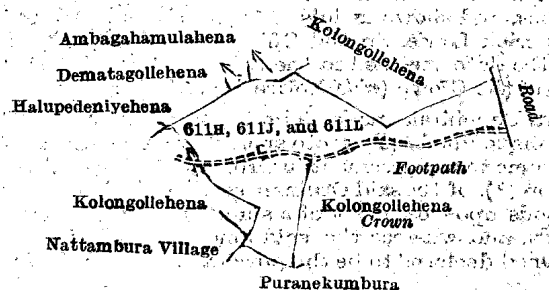 Ambagahamulahena
Kolongollehena
Dematagollehena
Halupedeniyehena
Road
611H, 611J, and 611L
Footpath
Kolongollehena
Kolongollehena
Crown
Nattambura Village
Puranekumbura